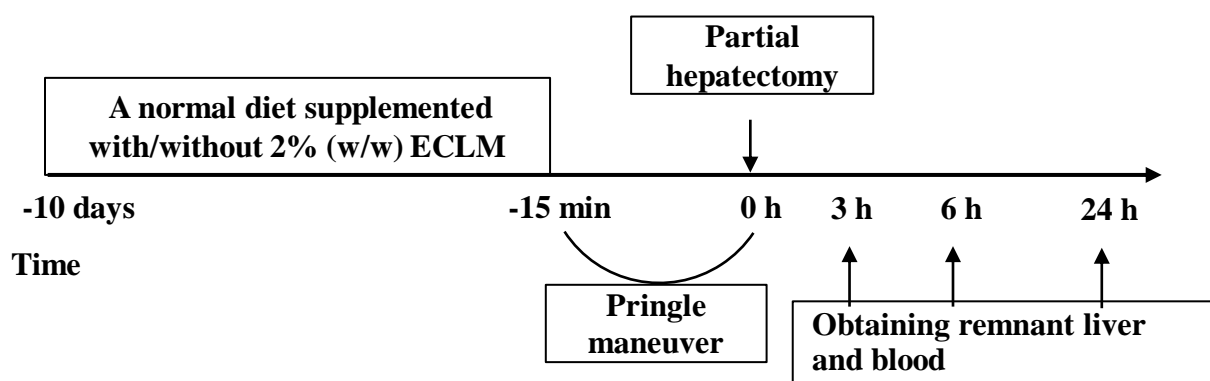 Partial
hepatectomy
A normal diet supplemented
with/without 2% (w/w) ECLM
-10 days
-15 min
0 h
3 h
6 h
24 h
Time
Pringle
maneuver
Obtaining remnant liver
and blood